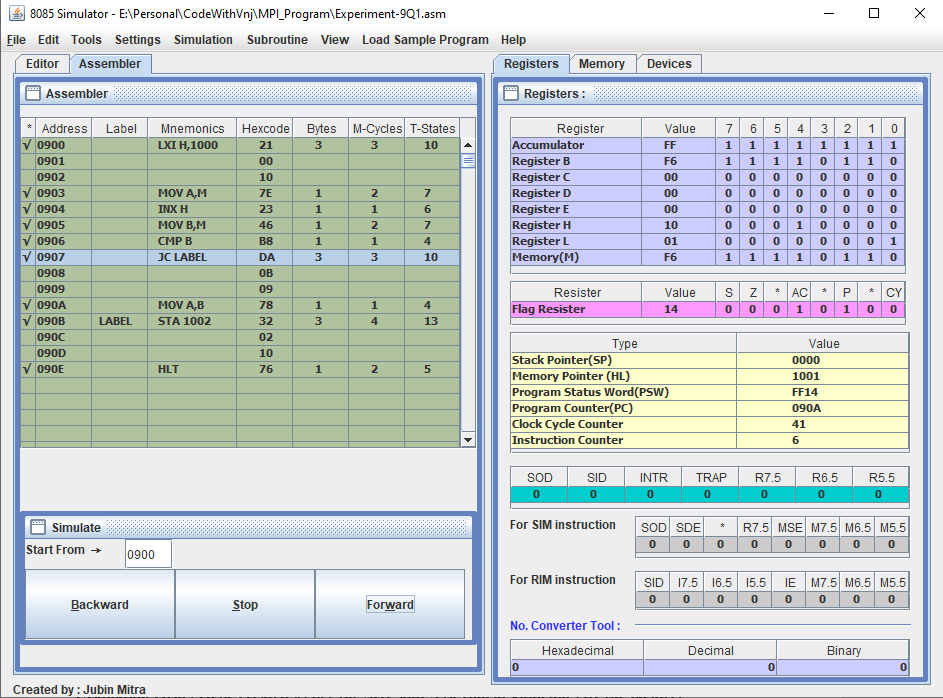 8085 Simulator - E:\Personal\CodeWithVnj\MPI_Program\Experiment-9Q1.asm
File Edit Tools Settings Simulation Subroutine View Load Sample Program Help
Editor Assembler
Assembler
* Address Label Mnemonics Hexcode Bytes M-Cycles T-States
√ 0900 LXI H,1000 21 3 3 10
0901 00
0902 10
√ 0903 MOV A,M 7E 1 2 7
√ 0904 INX H 23 1 1 6
√ 0905 MOV B,M 46 1 2 7
√ 0906 CMP B B8 1 1 4
√ 0907 JC LABEL DA 3 3 10
0908 0B
0909 09
√ 090A MOV A,B 78 1 1 4
√ 090B LABEL STA 1002 32 3 4 13
090C 02
090D 10
√ 090E HLT 76 1 2 5
Simulate
Start From → 0900
Backward Stop Forward
Created by : Jubin Mitra
Registers Memory Devices
Registers :
Register Value 7 6 5 4 3 2 1 0
Accumulator FF 1 1 1 1 1 1 1 1
Register B F6 1 1 1 1 0 1 1 0
Register C 00 0 0 0 0 0 0 0 0
Register D 00 0 0 0 0 0 0 0 0
Register E 00 0 0 0 0 0 0 0 0
Register H 10 0 0 0 1 0 0 0 0
Register L 01 0 0 0 0 0 0 0 1
Memory(M) F6 1 1 1 1 0 1 1 0
Resister Value S Z * AC * P * CY
Flag Resister 14 0 0 0 1 0 1 0 0
Type Value
Stack Pointer(SP) 0000
Memory Pointer (HL) 1001
Program Status Word(PSW) FF14
Program Counter(PC) 090A
Clock Cycle Counter 41
Instruction Counter 6
SOD SID INTR TRAP R7.5 R6.5 R5.5
0 0 0 0 0 0 0
For SIM instruction SOD SDE * R7.5 MSE M7.5 M6.5 M5.5
0 0 0 0 0 0 0 0
For RIM instruction SID I7.5 I6.5 I5.5 IE M7.5 M6.5 M5.5
0 0 0 0 0 0 0 0
No. Converter Tool :
Hexadecimal Decimal Binary
0 0 0